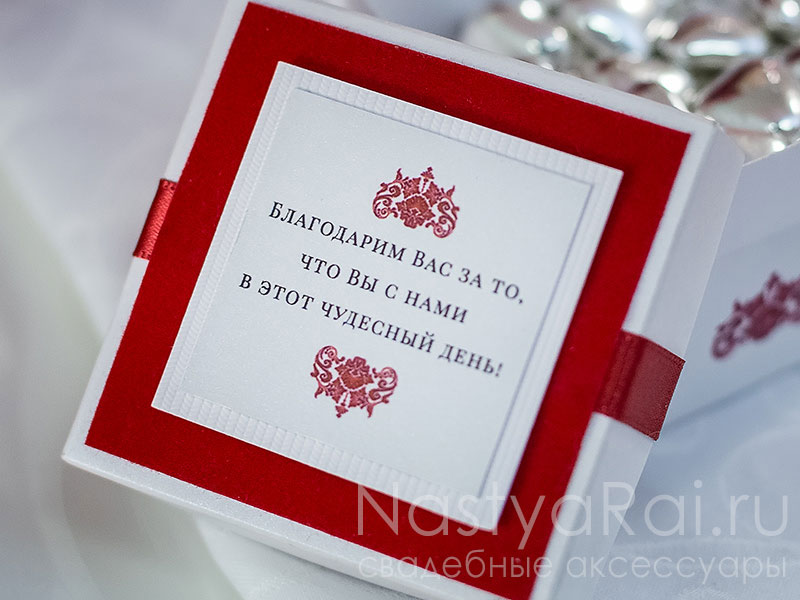 Благодарим Вас за то,
что Вы с нами
в этот чудесный день!
NastyaRai.ru
свадебные аксессуары